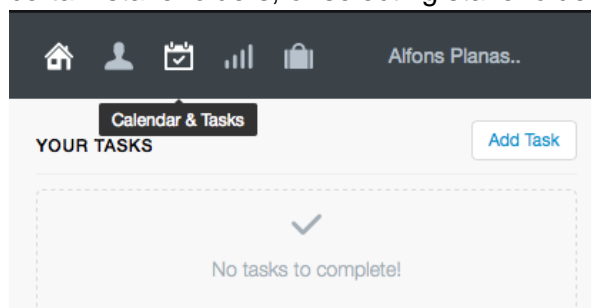 Alfons Planas..
Calendar & Tasks
YOUR TASKS
Add Task
No tasks to complete!